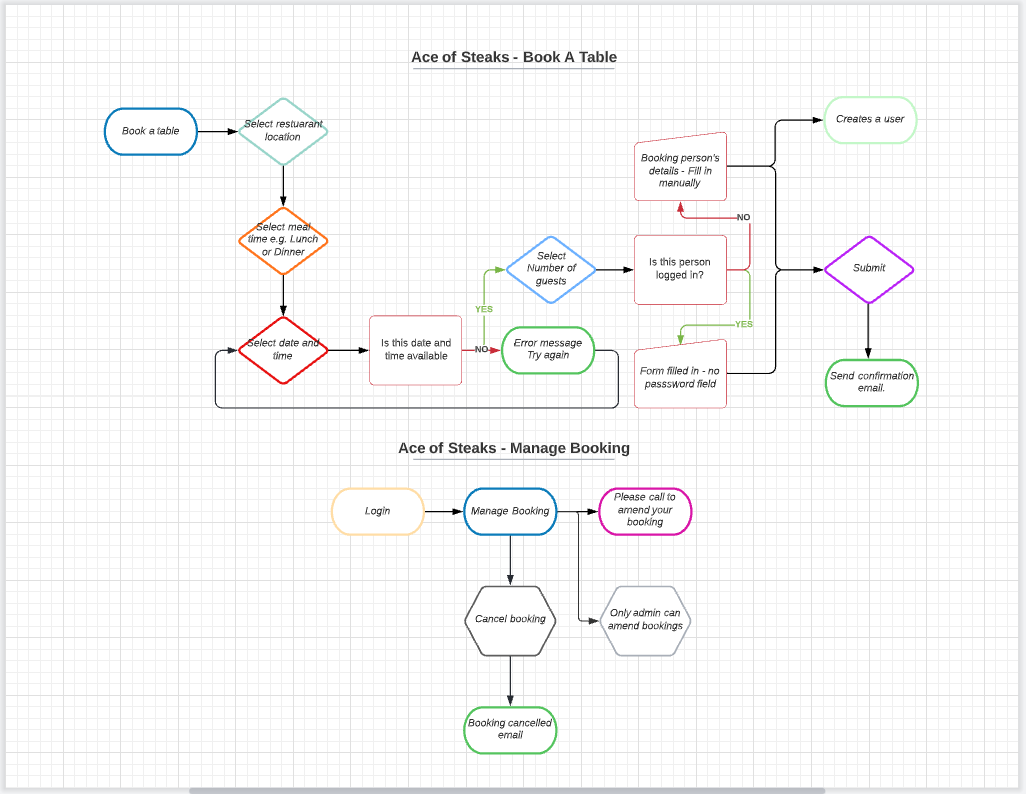 Ace of Steaks - Book A Table
Book a table
Select restuarant
location
Creates a user
Booking person's
details - Fill in
manually
NO
Select meal
time e.g. Lunch
or Dinner
Select
Number of
guests
Is this person
logged in?
Submit
YES
YES
Select date and
time
Is this date and
time available
NO
Error message
Try again
Form filled in - no
passsword field
Send confirmation
email.
Ace of Steaks - Manage Booking
Login
Manage Booking
Please call to
amend your
booking
Cancel booking
Only admin can
amend bookings
Booking cancelled
email